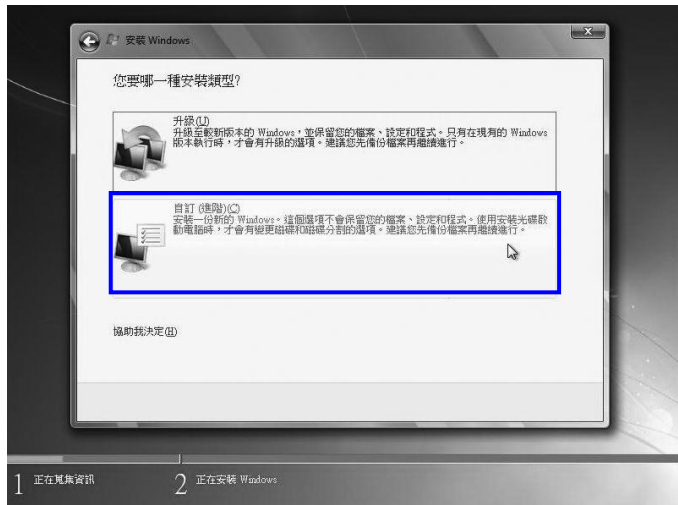 安裝 Windows
您要哪一種安裝類型?
升級(U)
升級至較新版本的 Windows，並保留您的檔案、設定和程式。只有在現有的 Windows
版本執行時，才會有升級的選項。建議您先備份檔案再繼續進行。
自訂 (進階)(C)
安裝一份新的 Windows。這個選項不會保留您的檔案、設定和程式。使用安裝光碟啟
動電腦時，才會有變更磁碟和磁碟分割的選項。建議您先備份檔案再繼續進行。
協助我決定(H)
1 正在蒐集資訊
2 正在安裝 Windows